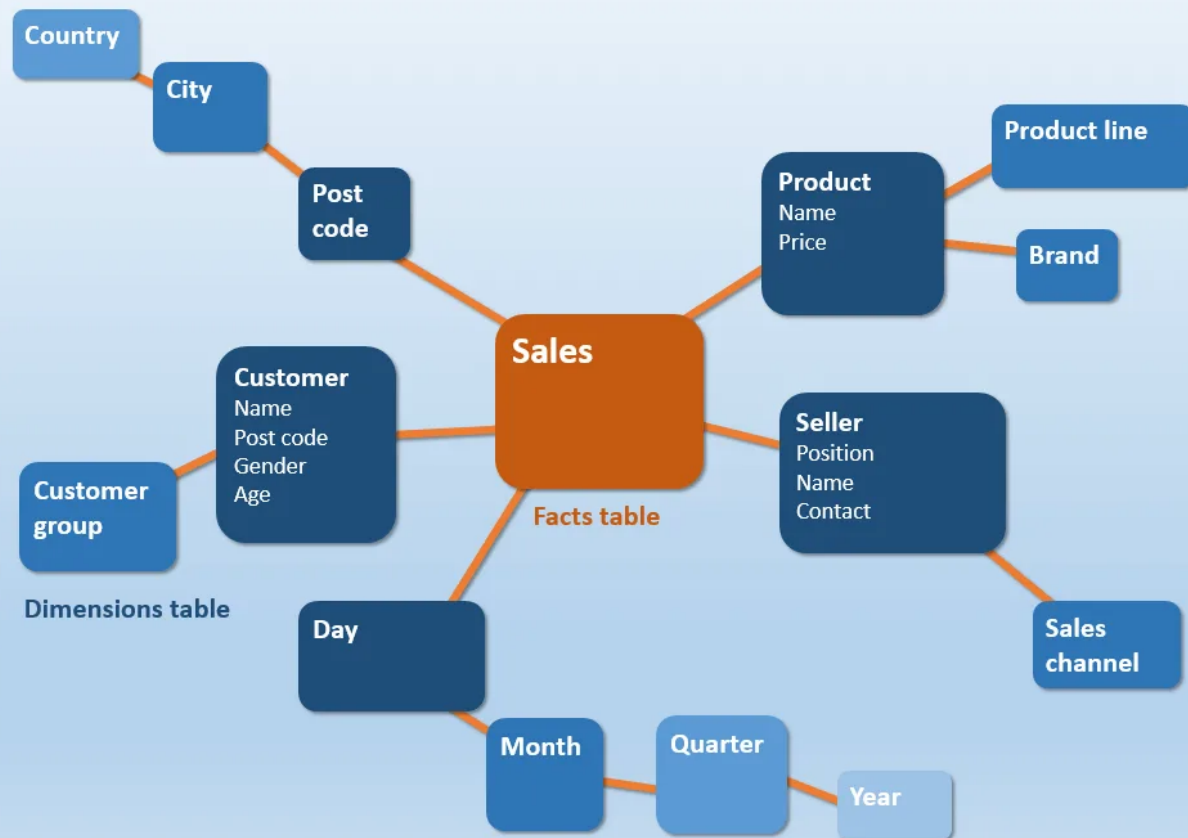 Country
City
Post
code
Product line
Product
Name
Price
Brand
Sales
Customer
Name
Post code
Gender
Age
Seller
Position
Name
Contact
Customer
group
Facts table
Dimensions table
Day
Sales
channel
Month
Quarter
Year